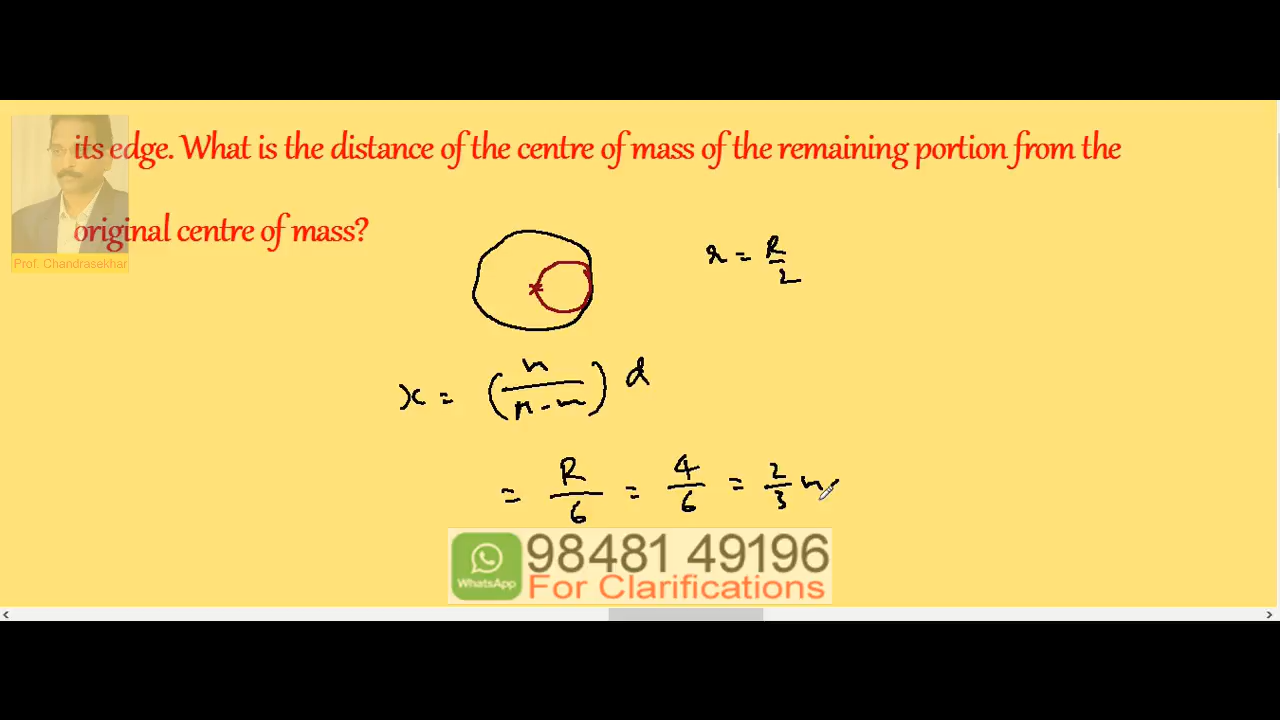 its edge. What is the distance of the centre of mass of the remaining portion from the
original centre of mass?
Prof. Chandrasekhar
r = R/2
x = (m/(M-m)) d
= R/6 = 4/6 = 2/3 m
WhatsApp
98481 49196
For Clarifications